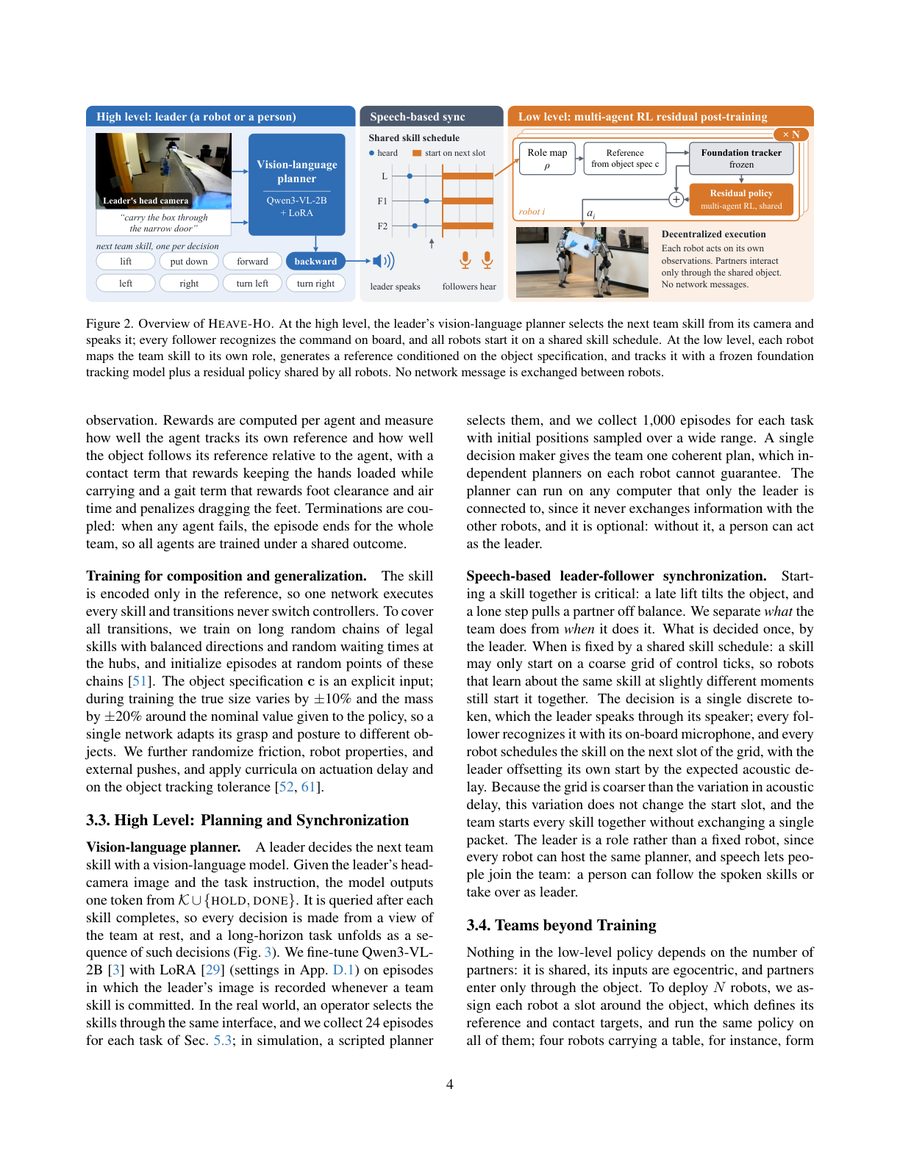 High level: leader (a robot or a person)
Leader's head camera
“carry the box through
the narrow door”
Vision-language
planner
Qwen3-VL-2B
+ LoRA
next team skill, one per decision
lift put down forward backward
left right turn left turn right
Speech-based sync
Shared skill schedule
heard start on next slot
L
F1
F2
leader speaks followers hear
Low level: multi-agent RL residual post-training
× N
Role map
ρ
Reference
from object spec c
Foundation tracker
frozen
Residual policy
multi-agent RL, shared
+
robot i
ai
Decentralized execution
Each robot acts on its own
observations. Partners interact
only through the shared object.
No network messages.
Figure 2. Overview of HEAVE-HO. At the high level, the leader’s vision-language planner selects the next team skill from its camera and
speaks it; every follower recognizes the command on board, and all robots start it on a shared skill schedule. At the low level, each robot
maps the team skill to its own role, generates a reference conditioned on the object specification, and tracks it with a frozen foundation
tracking model plus a residual policy shared by all robots. No network message is exchanged between robots.
observation. Rewards are computed per agent and measure
how well the agent tracks its own reference and how well
the object follows its reference relative to the agent, with a
contact term that rewards keeping the hands loaded while
carrying and a gait term that rewards foot clearance and air
time and penalizes dragging the feet. Terminations are cou-
pled: when any agent fails, the episode ends for the whole
team, so all agents are trained under a shared outcome.
Training for composition and generalization. The skill
is encoded only in the reference, so one network executes
every skill and transitions never switch controllers. To cover
all transitions, we train on long random chains of legal
skills with balanced directions and random waiting times at
the hubs, and initialize episodes at random points of these
chains [51]. The object specification c is an explicit input;
during training the true size varies by ±10% and the mass
by ±20% around the nominal value given to the policy, so a
single network adapts its grasp and posture to different ob-
jects. We further randomize friction, robot properties, and
external pushes, and apply curricula on actuation delay and
on the object tracking tolerance [52, 61].
3.3. High Level: Planning and Synchronization
Vision-language planner. A leader decides the next team
skill with a vision-language model. Given the leader’s head-
camera image and the task instruction, the model outputs
one token from K∪{HOLD, DONE}. It is queried after each
skill completes, so every decision is made from a view of
the team at rest, and a long-horizon task unfolds as a se-
quence of such decisions (Fig. 3). We fine-tune Qwen3-VL-
2B [3] with LoRA [29] (settings in App. D.1) on episodes
in which the leader’s image is recorded whenever a team
skill is committed. In the real world, an operator selects the
skills through the same interface, and we collect 24 episodes
for each task of Sec. 5.3; in simulation, a scripted planner
selects them, and we collect 1,000 episodes for each task
with initial positions sampled over a wide range. A single
decision maker gives the team one coherent plan, which in-
dependent planners on each robot cannot guarantee. The
planner can run on any computer that only the leader is
connected to, since it never exchanges information with the
other robots, and it is optional: without it, a person can act
as the leader.
Speech-based leader-follower synchronization. Start-
ing a skill together is critical: a late lift tilts the object, and
a lone step pulls a partner off balance. We separate what the
team does from when it does it. What is decided once, by
the leader. When is fixed by a shared skill schedule: a skill
may only start on a coarse grid of control ticks, so robots
that learn about the same skill at slightly different moments
still start it together. The decision is a single discrete to-
ken, which the leader speaks through its speaker; every fol-
lower recognizes it with its on-board microphone, and every
robot schedules the skill on the next slot of the grid, with the
leader offsetting its own start by the expected acoustic de-
lay. Because the grid is coarser than the variation in acoustic
delay, this variation does not change the start slot, and the
team starts every skill together without exchanging a single
packet. The leader is a role rather than a fixed robot, since
every robot can host the same planner, and speech lets peo-
ple join the team: a person can follow the spoken skills or
take over as leader.
3.4. Teams beyond Training
Nothing in the low-level policy depends on the number of
partners: it is shared, its inputs are egocentric, and partners
enter only through the object. To deploy N robots, we as-
sign each robot a slot around the object, which defines its
reference and contact targets, and run the same policy on
all of them; four robots carrying a table, for instance, form
4